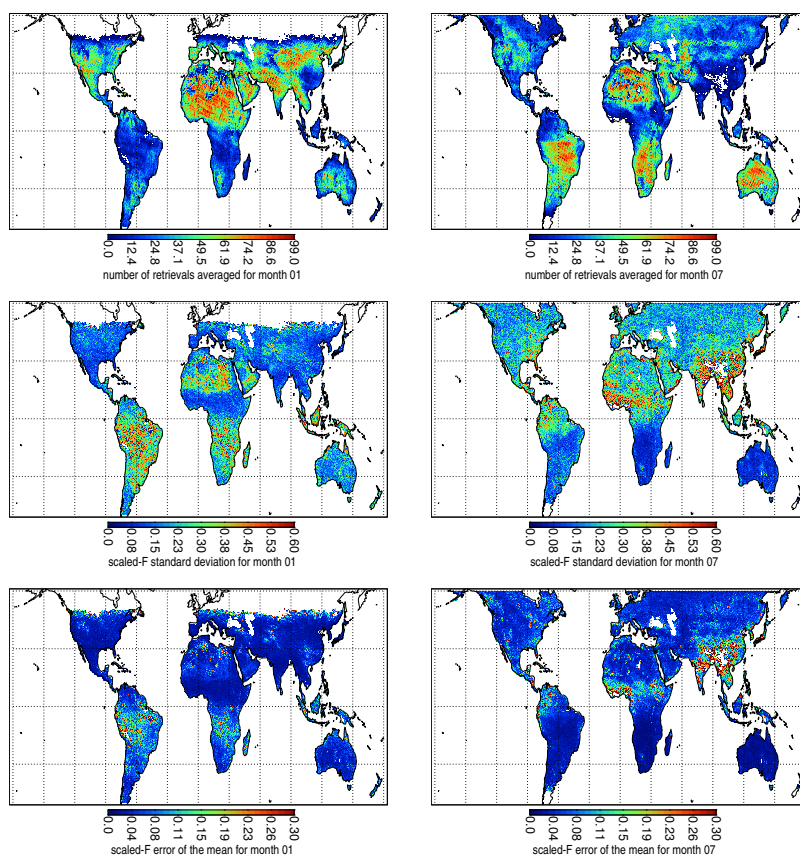 0.0 12.4 24.8 37.1 49.5 61.9 74.2 86.6 99.0
number of retrievals averaged for month 01
0.0 12.4 24.8 37.1 49.5 61.9 74.2 86.6 99.0
number of retrievals averaged for month 07
0.0 0.08 0.15 0.23 0.30 0.38 0.45 0.53 0.60
scaled-F standard deviation for month 01
0.0 0.08 0.15 0.23 0.30 0.38 0.45 0.53 0.60
scaled-F standard deviation for month 07
0.0 0.04 0.08 0.11 0.15 0.19 0.23 0.26 0.30
scaled-F error of the mean for month 01
0.0 0.04 0.08 0.11 0.15 0.19 0.23 0.26 0.30
scaled-F error of the mean for month 07